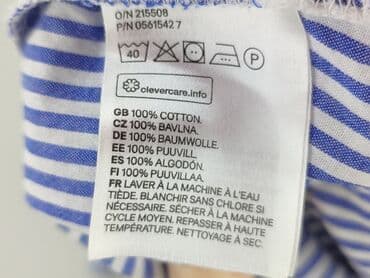 O/N 215508
P/N 05615427
40 P
clevercare.info
GB 100% COTTON.
CZ 100% BAVLNA.
DE 100% BAUMWOLLE.
EE 100% PUUVILL.
ES 100% ALGODÓN.
FI 100% PUUVILLAA.
FR LAVER À LA MACHINE À L'EAU
TIÈDE. BLANCHIR SANS CHLORE SI
NÉCESSAIRE. SÉCHER À LA MACHINE
CYCLE MOYEN. REPASSER À HAUTE
TEMPÉRATURE. NETTOYAGE À SEC.